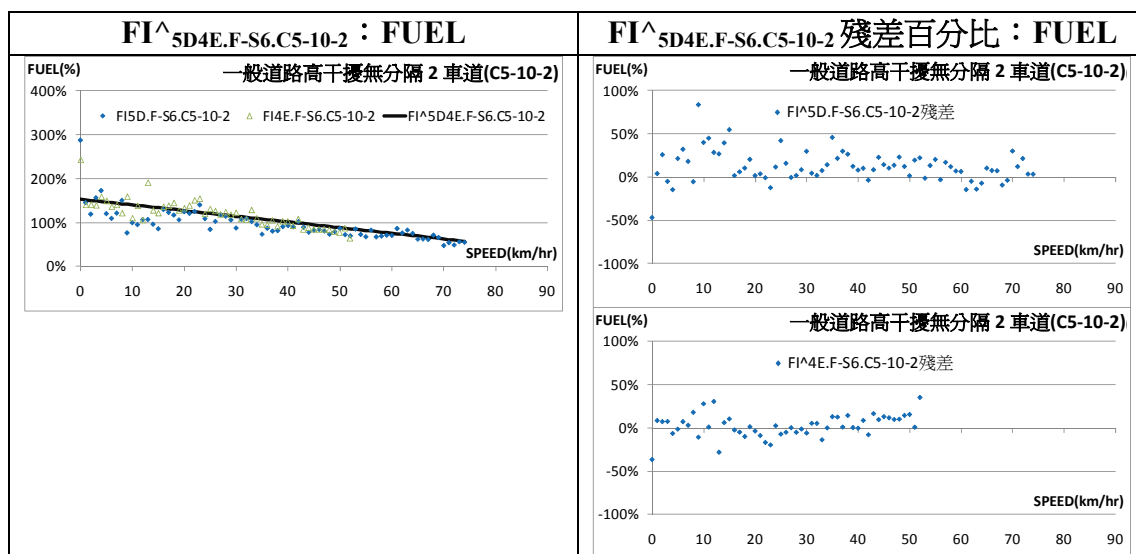 FI^5D4E.F-S6.C5-10-2：FUEL
FI^5D4E.F-S6.C5-10-2 殘差百分比：FUEL
FUEL(%)
一般道路高干擾無分隔 2 車道(C5-10-2)
400%
FI5D.F-S6.C5-10-2
FI4E.F-S6.C5-10-2
FI^5D4E.F-S6.C5-10-2
300%
200%
100%
0%
SPEED(km/hr)
0 10 20 30 40 50 60 70 80 90
FUEL(%)
一般道路高干擾無分隔 2 車道(C5-10-2)
100%
FI^5D.F-S6.C5-10-2殘差
50%
0%
-50%
SPEED(km/hr)
-100%
0 10 20 30 40 50 60 70 80 90
FUEL(%)
一般道路高干擾無分隔 2 車道(C5-10-2)
100%
FI^4E.F-S6.C5-10-2殘差
50%
0%
-50%
SPEED(km/hr)
-100%
0 10 20 30 40 50 60 70 80 90